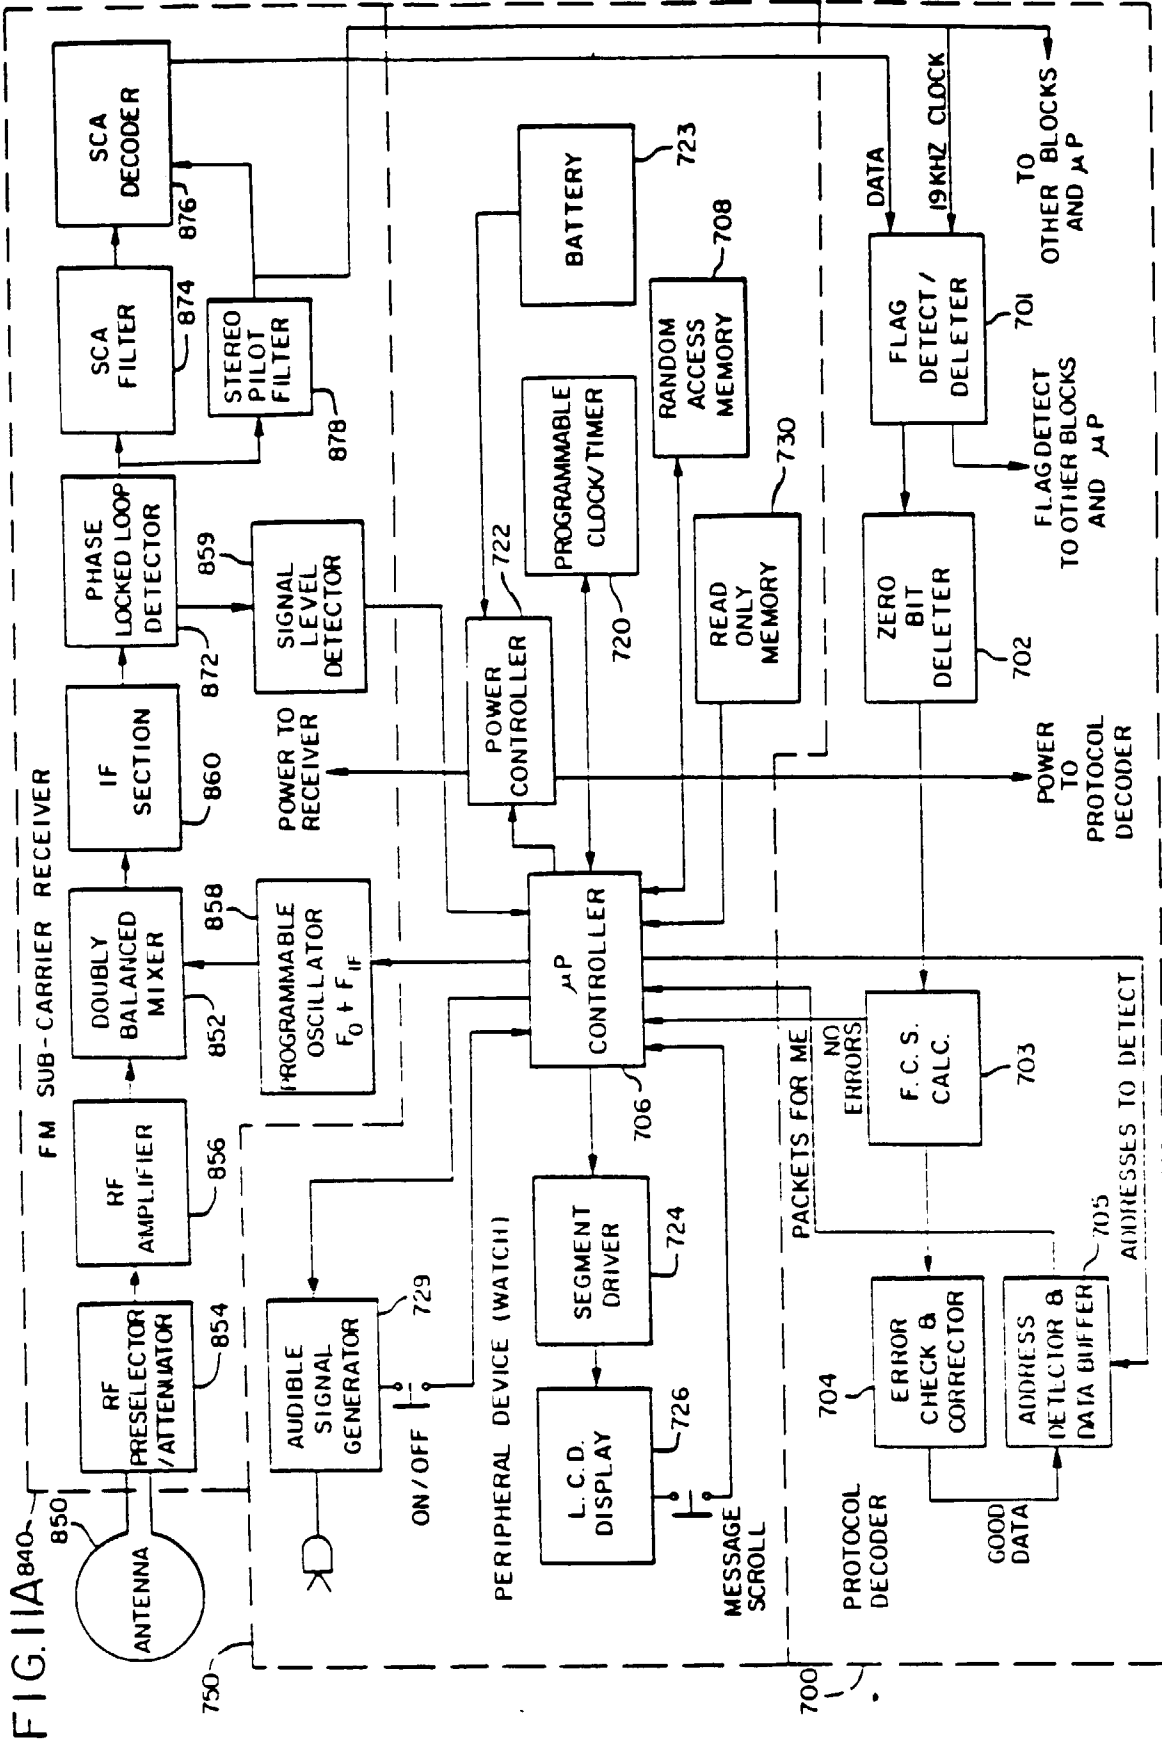 FIG. 11A
840
850
ANTENNA
FM SUB-CARRIER RECEIVER
RF
PRESELECTOR
/ATTENUATOR
854
RF
AMPLIFIER
856
DOUBLY
BALANCED
MIXER
852
IF
SECTION
860
PHASE
LOCKED LOOP
DETECTOR
872
SCA
FILTER
874
SCA
DECODER
876
STEREO
PILOT
FILTER
878
PROGRAMMABLE
OSCILLATOR
F0 + FIF
858
SIGNAL
LEVEL
DETECTOR
859
POWER TO
RECEIVER
750
AUDIBLE
SIGNAL
GENERATOR
729
ON/OFF
PERIPHERAL DEVICE (WATCH)
L.C.D.
DISPLAY
726
SEGMENT
DRIVER
724
MESSAGE
SCROLL
μP
CONTROLLER
706
POWER
CONTROLLER
722
BATTERY
723
PROGRAMMABLE
CLOCK/TIMER
720
RANDOM
ACCESS
MEMORY
708
READ
ONLY
MEMORY
730
700
PROTOCOL
DECODER
ERROR
CHECK &
CORRECTOR
704
GOOD
DATA
ADDRESS
DETECTOR &
DATA BUFFER
705
PACKETS FOR ME
NO
ERRORS
F.C.S.
CALC.
703
ADDRESSES TO DETECT
ZERO
BIT
DELETER
702
POWER
TO
PROTOCOL
DECODER
FLAG
DETECT/
DELETER
701
DATA
19KHZ CLOCK
FLAG DETECT
TO OTHER BLOCKS
AND μP
TO
OTHER BLOCKS
AND μP